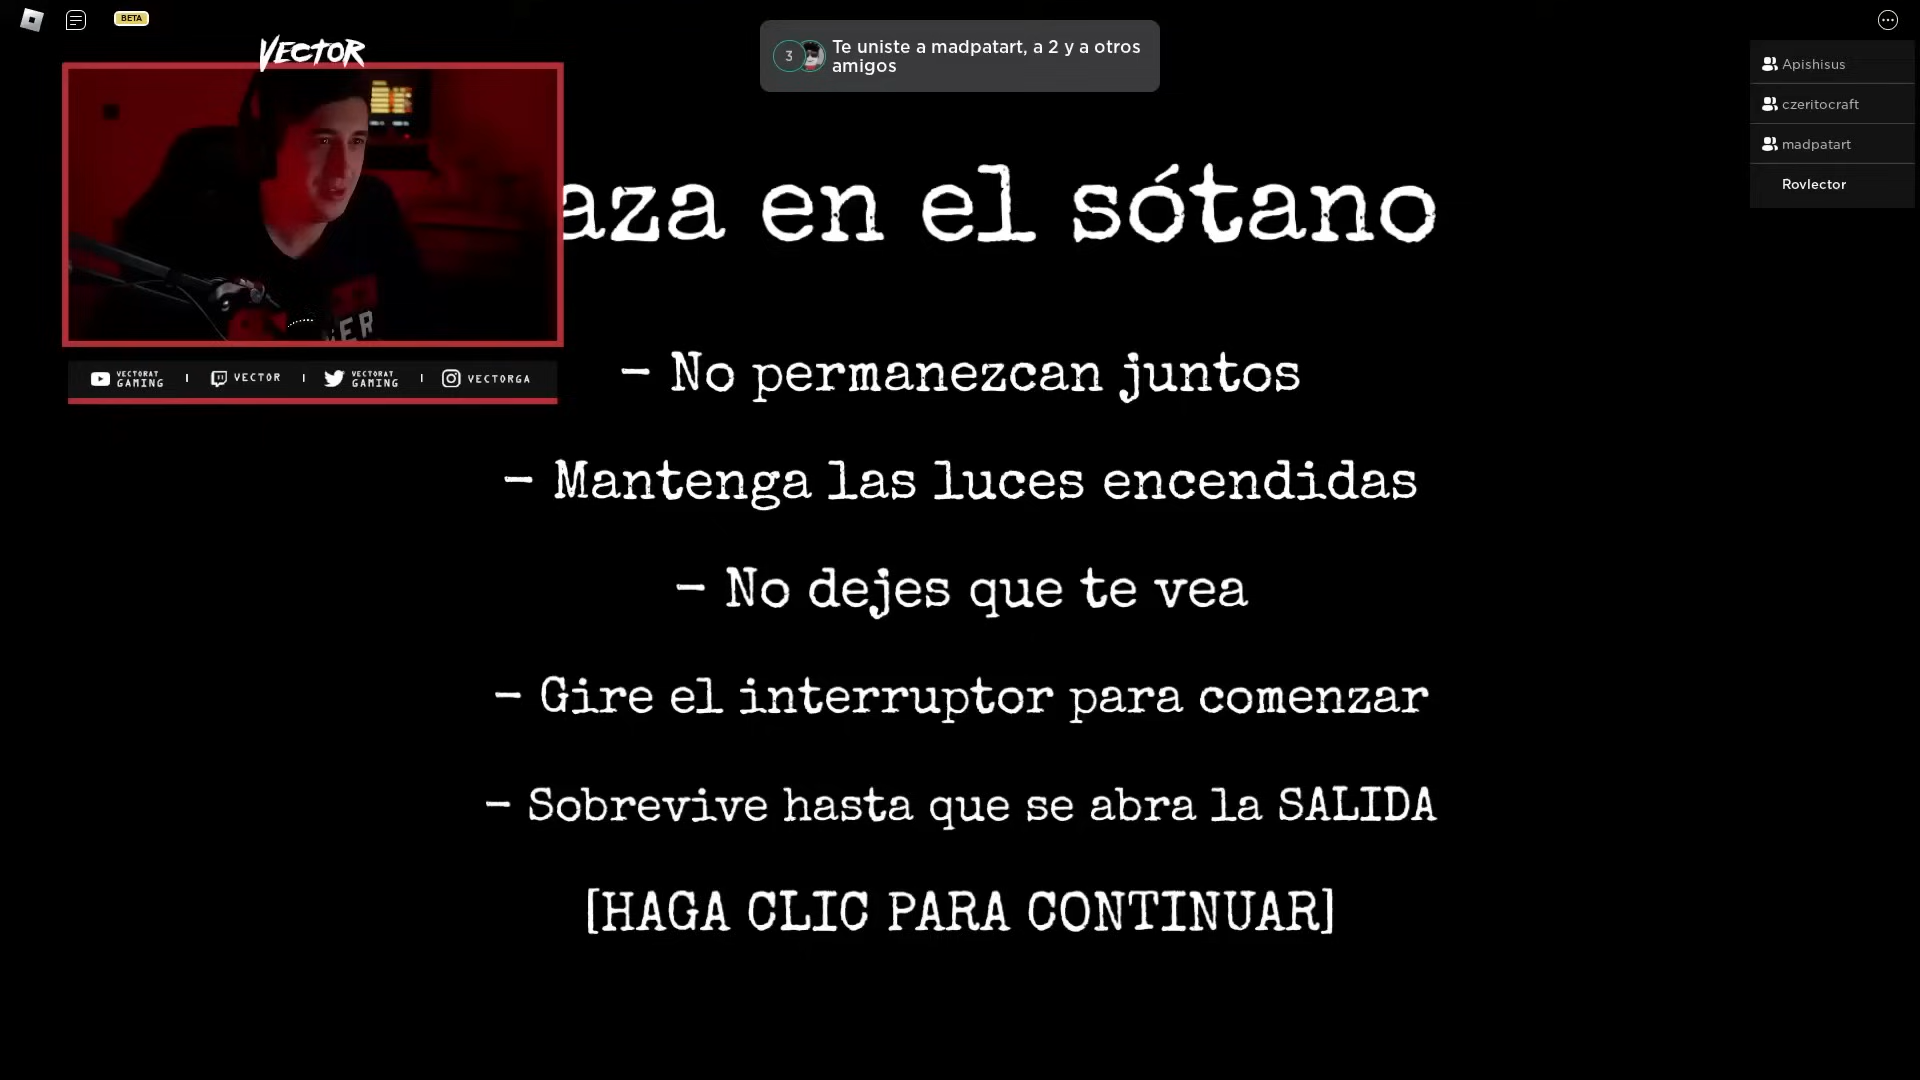 BETA
VECTOR
3
Te uniste a madpatart, a 2 y a otros
amigos
Apishisus
czeritocraft
madpatart
Rovlector
aza en el sótano
VECTORAT GAMING | VECTOR | VECTORAT GAMING | VECTORGA
- No permanezcan juntos
- Mantenga las luces encendidas
- No dejes que te vea
- Gire el interruptor para comenzar
- Sobrevive hasta que se abra la SALIDA
[HAGA CLIC PARA CONTINUAR]